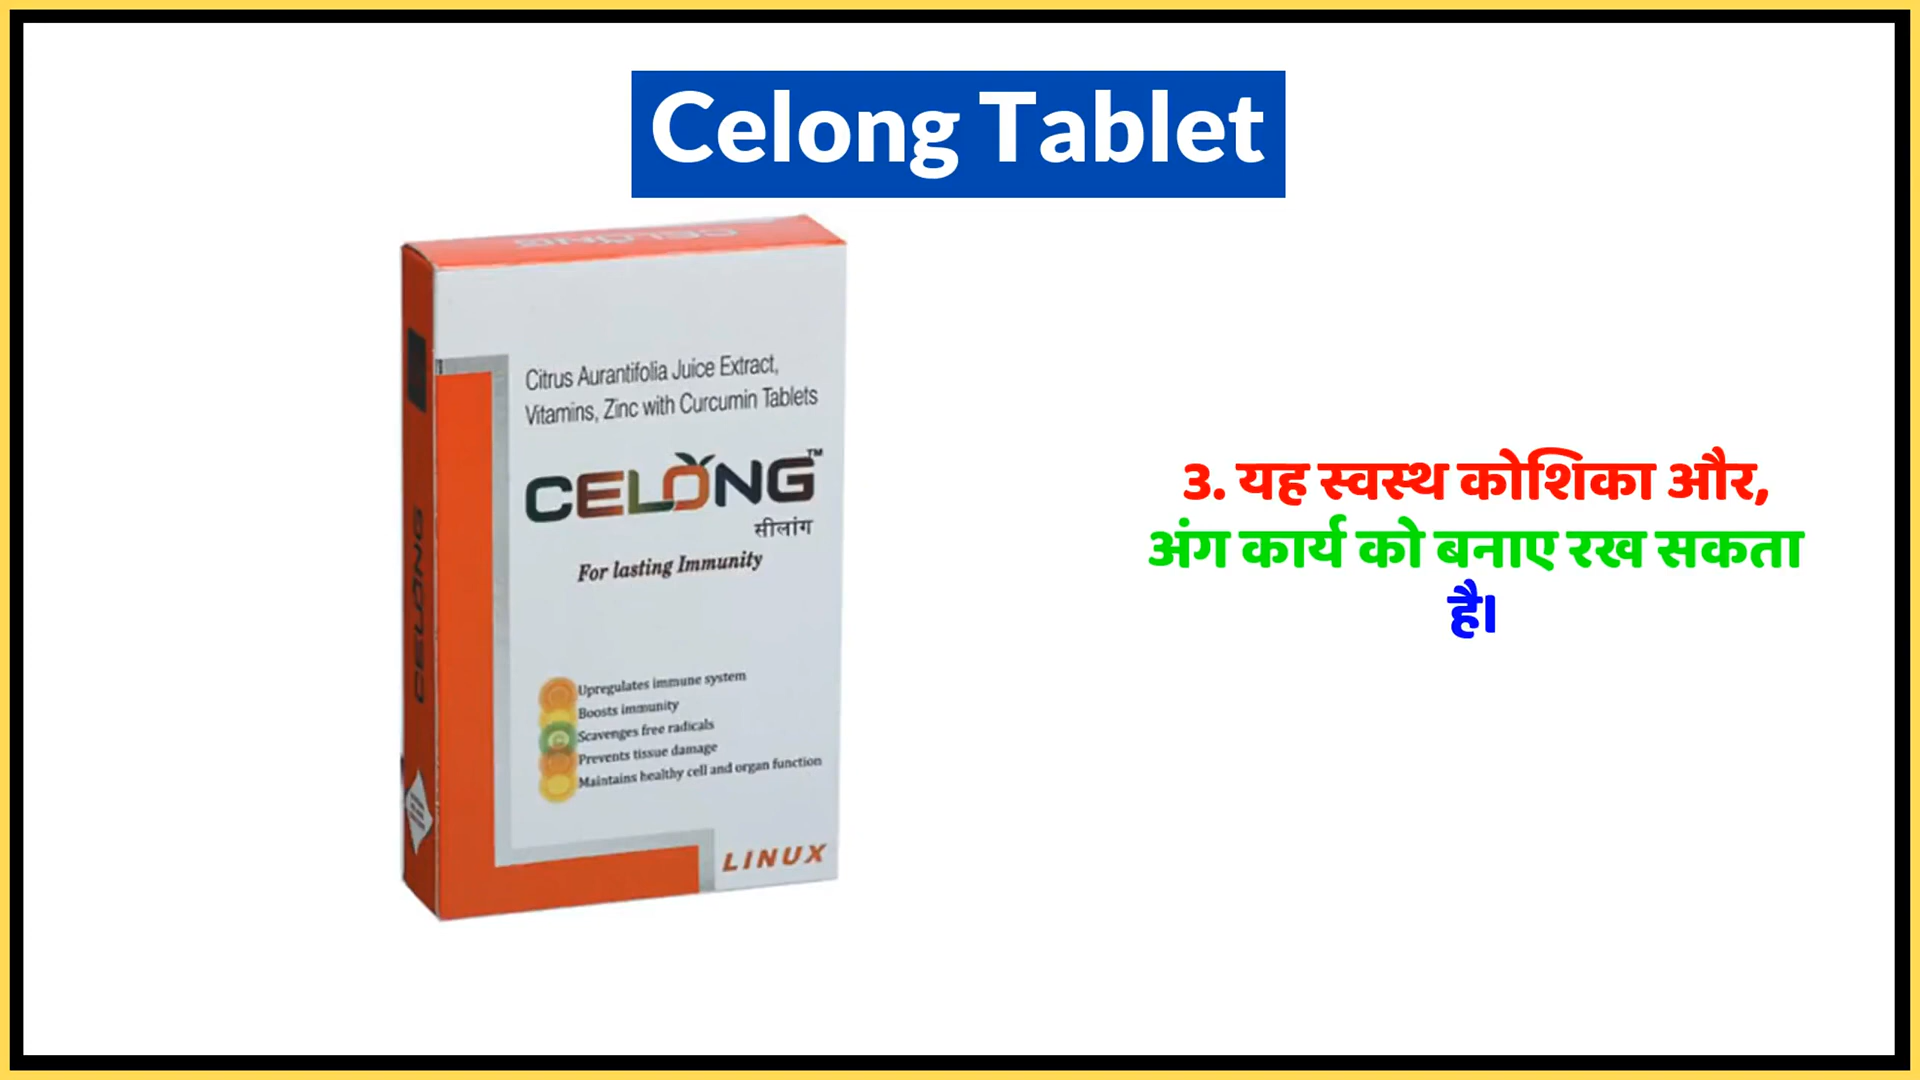 Celong Tablet
CELONG
Citrus Aurantifolia Juice Extract,
Vitamins, Zinc with Curcumin Tablets
CELONG™
सीलांग
For lasting Immunity
Upregulates immune system
Boosts immunity
Scavenges free radicals
Prevents tissue damage
Maintains healthy cell and organ function
LINUX
CELONG
3. यह स्वस्थ कोशिका और,
अंग कार्य को बनाए रख सकता
है।